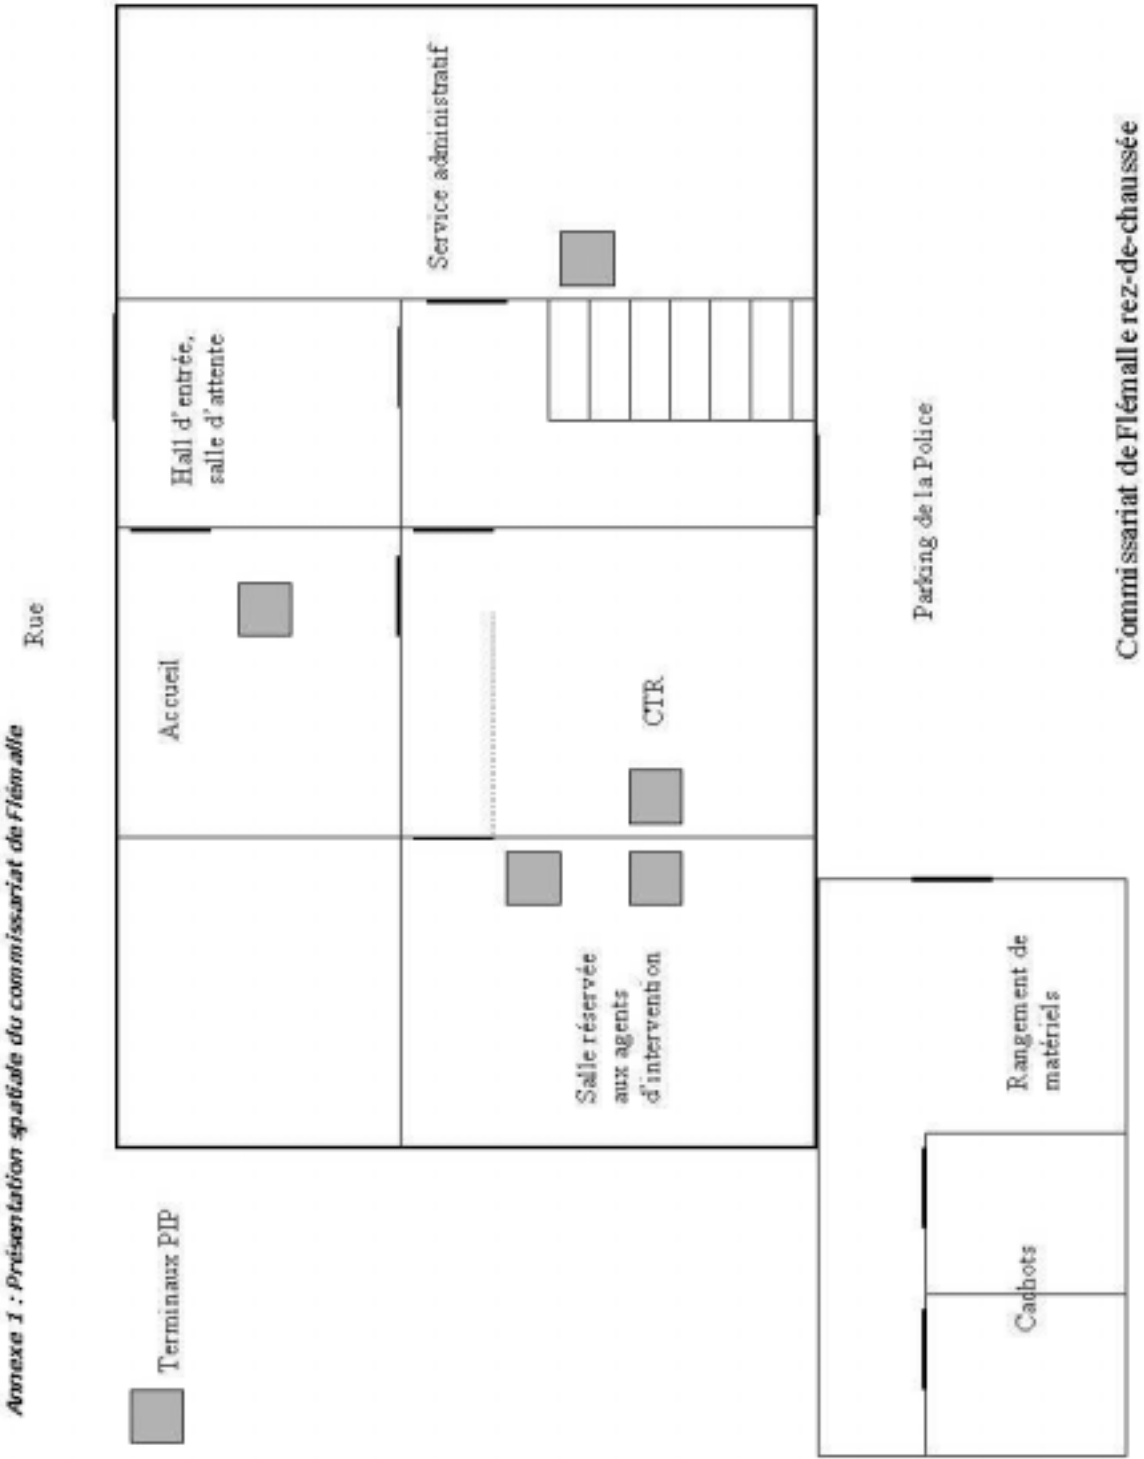 Annexe 1 : Présentation spatiale du commissariat de Flémalle
Rue
Terminaux PIP
Accueil
Hall d'entrée,
salle d'attente
Service administratif
Salle réservée
aux agents
d'intervention
CTR
Parking de la Police
Rangement de
matériels
Cachots
Commissariat de Flémalle rez-de-chaussée